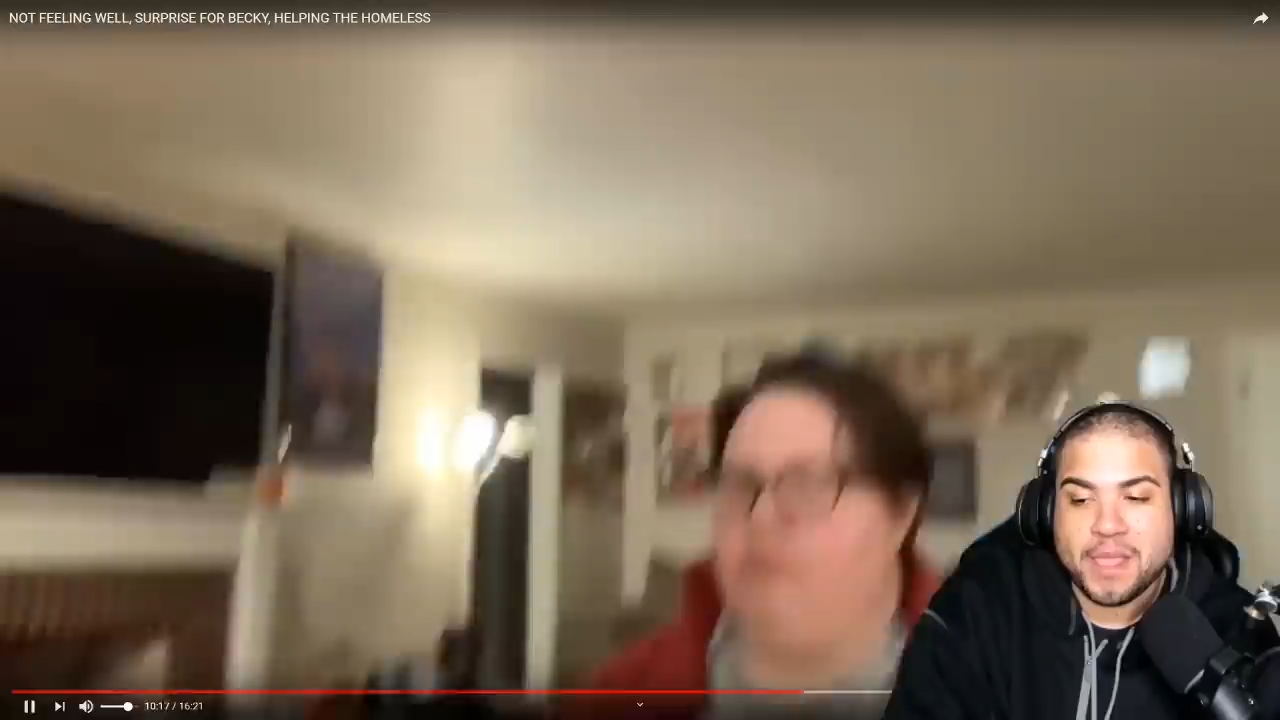 NOT FEELING WELL, SURPRISE FOR BECKY, HELPING THE HOMELESS
10:17 / 16:21